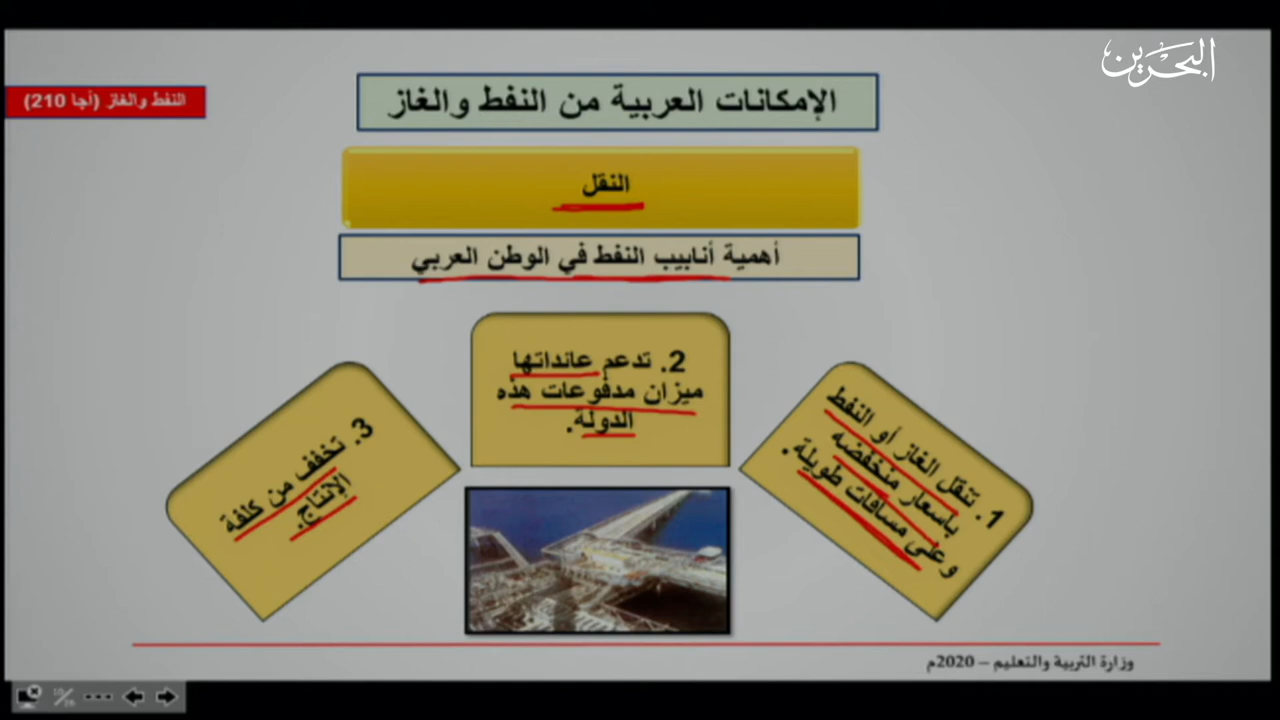 البحرين
النفط والغاز (أجا 210)
الإمكانات العربية من النفط والغاز
النقل
أهمية أنابيب النفط في الوطن العربي
1. تنقل الغاز أو النفط
باسعار منخفضه
وعلى مسافات طويلة.
2. تدعم عائداتها
ميزان مدفوعات هذه
الدولة.
3. تخفف من كلفة
الإنتاج.
وزارة التربية والتعليم – 2020م